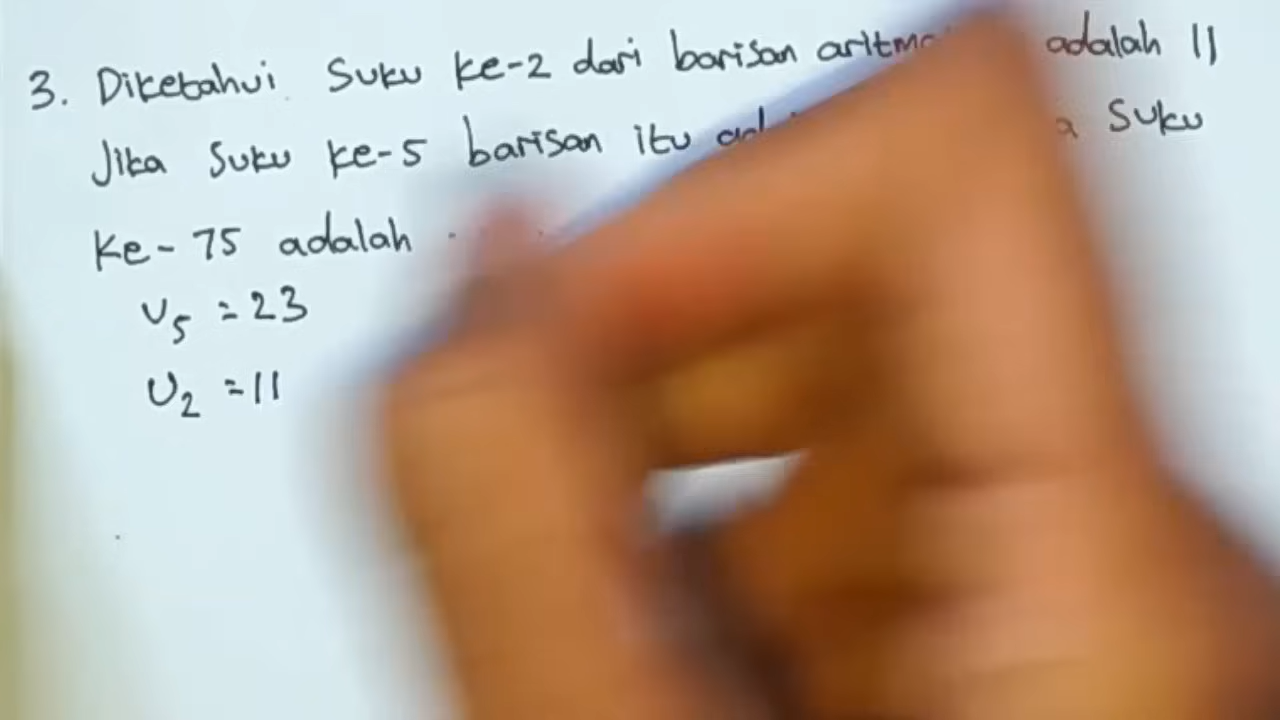 3. Diketahui Suku ke-2 dari barisan adalah 11
Jika Suku ke-5 barisan itu Suku
Ke-75 adalah
U5 = 23
U2 = 11